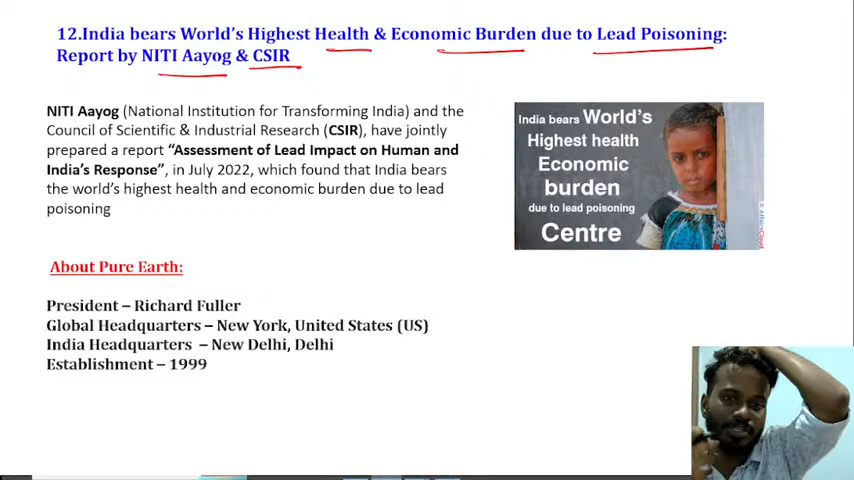 12.India bears World's Highest Health & Economic Burden due to Lead Poisoning:
Report by NITI Aayog & CSIR
NITI Aayog (National Institution for Transforming India) and the
Council of Scientific & Industrial Research (CSIR), have jointly
prepared a report “Assessment of Lead Impact on Human and
India's Response”, in July 2022, which found that India bears
the world's highest health and economic burden due to lead
poisoning
India bears World's
Highest health
Economic
burden
due to lead poisoning
Centre
AffairsCloud
About Pure Earth:
President – Richard Fuller
Global Headquarters – New York, United States (US)
India Headquarters – New Delhi, Delhi
Establishment – 1999